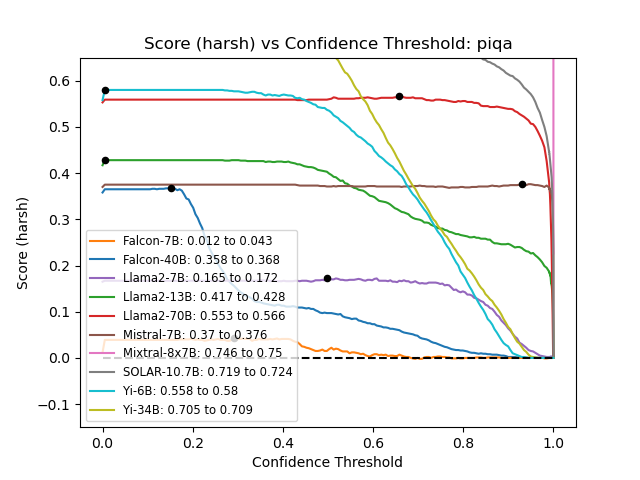 Score (harsh) vs Confidence Threshold: piqa
Score (harsh)
0.6
0.5
0.4
0.3
0.2
0.1
0.0
−0.1
Falcon-7B: 0.012 to 0.043
Falcon-40B: 0.358 to 0.368
Llama2-7B: 0.165 to 0.172
Llama2-13B: 0.417 to 0.428
Llama2-70B: 0.553 to 0.566
Mistral-7B: 0.37 to 0.376
Mixtral-8x7B: 0.746 to 0.75
SOLAR-10.7B: 0.719 to 0.724
Yi-6B: 0.558 to 0.58
Yi-34B: 0.705 to 0.709
0.0 0.2 0.4 0.6 0.8 1.0
Confidence Threshold